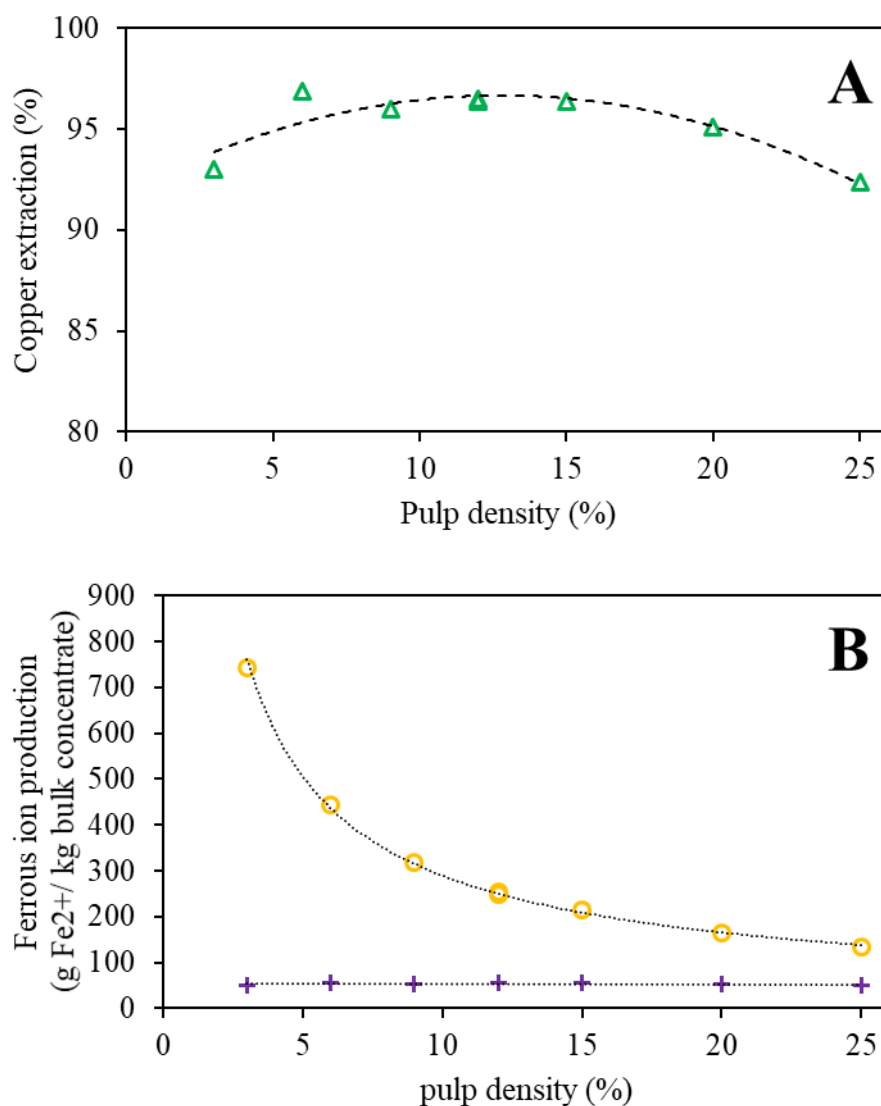 100
95
90
85
80
Copper extraction (%)
A
0 5 10 15 20 25
Pulp density (%)
900
800
700
600
500
400
300
200
100
0
Ferrous ion production
(g Fe2+/ kg bulk concentrate)
B
0 5 10 15 20 25
pulp density (%)